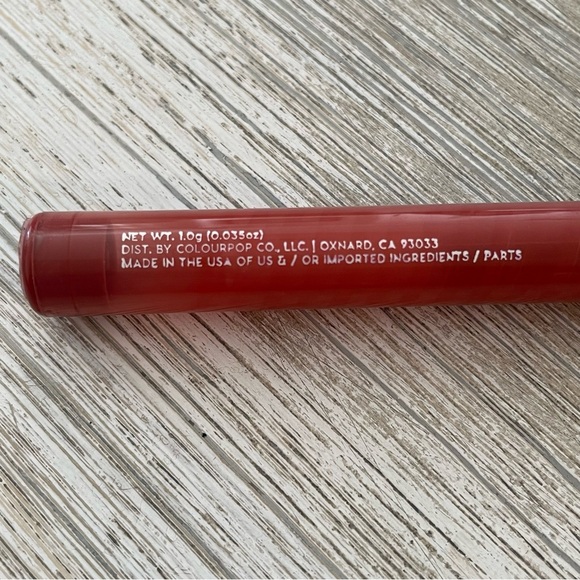 NET WT. 1.0g (0.035oz)
DIST. BY COLOURPOP CO., LLC. | OXNARD, CA 93033
MADE IN THE USA OF US & / OR IMPORTED INGREDIENTS / PARTS